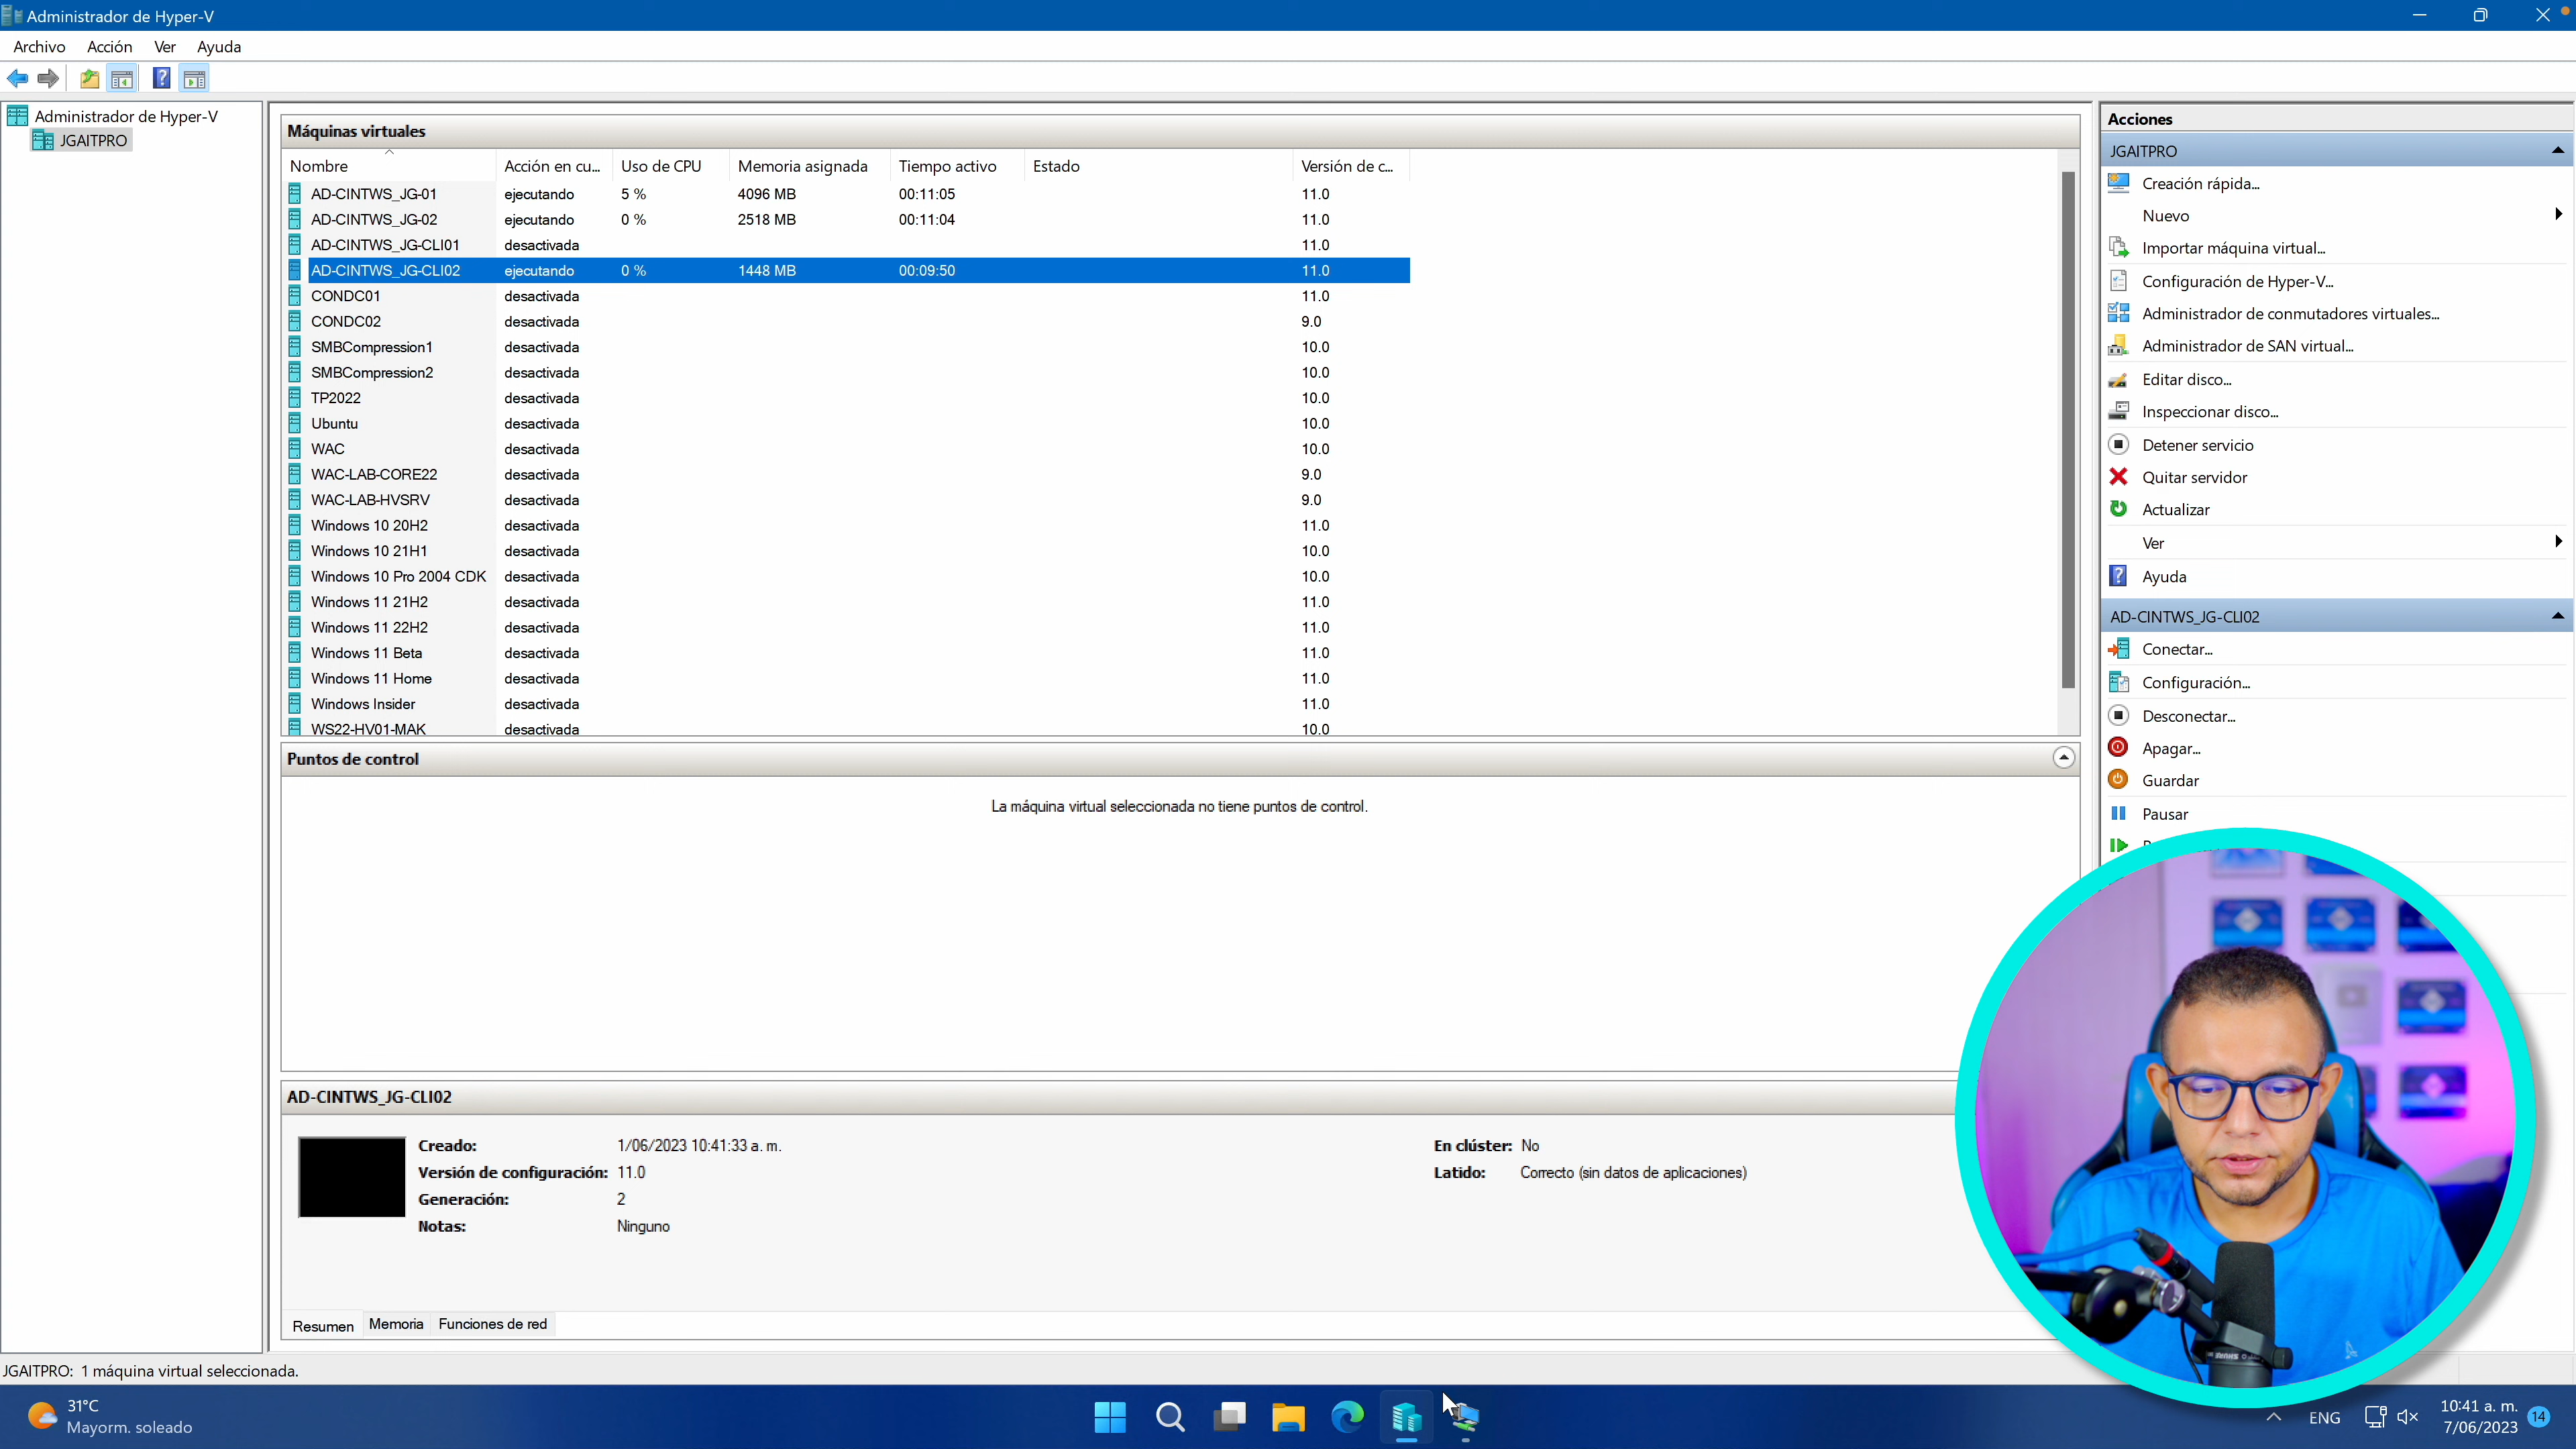 Administrador de Hyper-V
Archivo Acción Ver Ayuda
Administrador de Hyper-V
JGAITPRO
Máquinas virtuales
Nombre Acción en cu... Uso de CPU Memoria asignada Tiempo activo Estado Versión de c...
AD-CINTWS_JG-01 ejecutando 5 % 4096 MB 00:11:05 11.0
AD-CINTWS_JG-02 ejecutando 0 % 2518 MB 00:11:04 11.0
AD-CINTWS_JG-CLI01 desactivada 11.0
AD-CINTWS_JG-CLI02 ejecutando 0 % 1448 MB 00:09:50 11.0
CONDC01 desactivada 11.0
CONDC02 desactivada 9.0
SMBCompression1 desactivada 10.0
SMBCompression2 desactivada 10.0
TP2022 desactivada 10.0
Ubuntu desactivada 10.0
WAC desactivada 10.0
WAC-LAB-CORE22 desactivada 9.0
WAC-LAB-HVSRV desactivada 9.0
Windows 10 20H2 desactivada 11.0
Windows 10 21H1 desactivada 10.0
Windows 10 Pro 2004 CDK desactivada 10.0
Windows 11 21H2 desactivada 11.0
Windows 11 22H2 desactivada 11.0
Windows 11 Beta desactivada 11.0
Windows 11 Home desactivada 11.0
Windows Insider desactivada 11.0
WS22-HV01-MAK desactivada 10.0
Puntos de control
La máquina virtual seleccionada no tiene puntos de control.
AD-CINTWS_JG-CLI02
Creado: 1/06/2023 10:41:33 a. m. En clúster: No
Versión de configuración: 11.0 Latido: Correcto (sin datos de aplicaciones)
Generación: 2
Notas: Ninguno
Resumen Memoria Funciones de red
Acciones
JGAITPRO
Creación rápida...
Nuevo
Importar máquina virtual...
Configuración de Hyper-V...
Administrador de conmutadores virtuales...
Administrador de SAN virtual...
Editar disco...
Inspeccionar disco...
Detener servicio
Quitar servidor
Actualizar
Ver
Ayuda
AD-CINTWS_JG-CLI02
Conectar...
Configuración...
Desconectar...
Apagar...
Guardar
Pausar
JGAITPRO: 1 máquina virtual seleccionada.
31°C
Mayorm. soleado
ENG
10:41 a. m.
7/06/2023
14